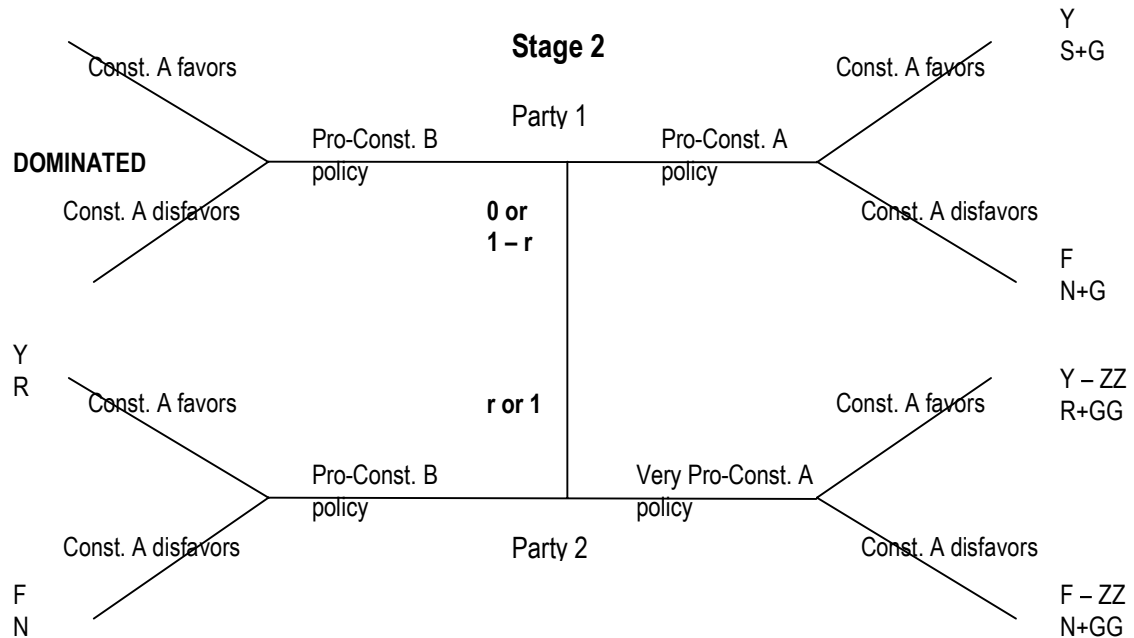 Stage 2
Y
S+G
Const. A favors
Const. A favors
Party 1
Pro-Const. B
policy
Pro-Const. A
policy
DOMINATED
Const. A disfavors
0 or
1 – r
Const. A disfavors
F
N+G
Y
R
Const. A favors
r or 1
Const. A favors
Y – ZZ
R+GG
Pro-Const. B
policy
Very Pro-Const. A
policy
Const. A disfavors
Party 2
Const. A disfavors
F
N
F – ZZ
N+GG